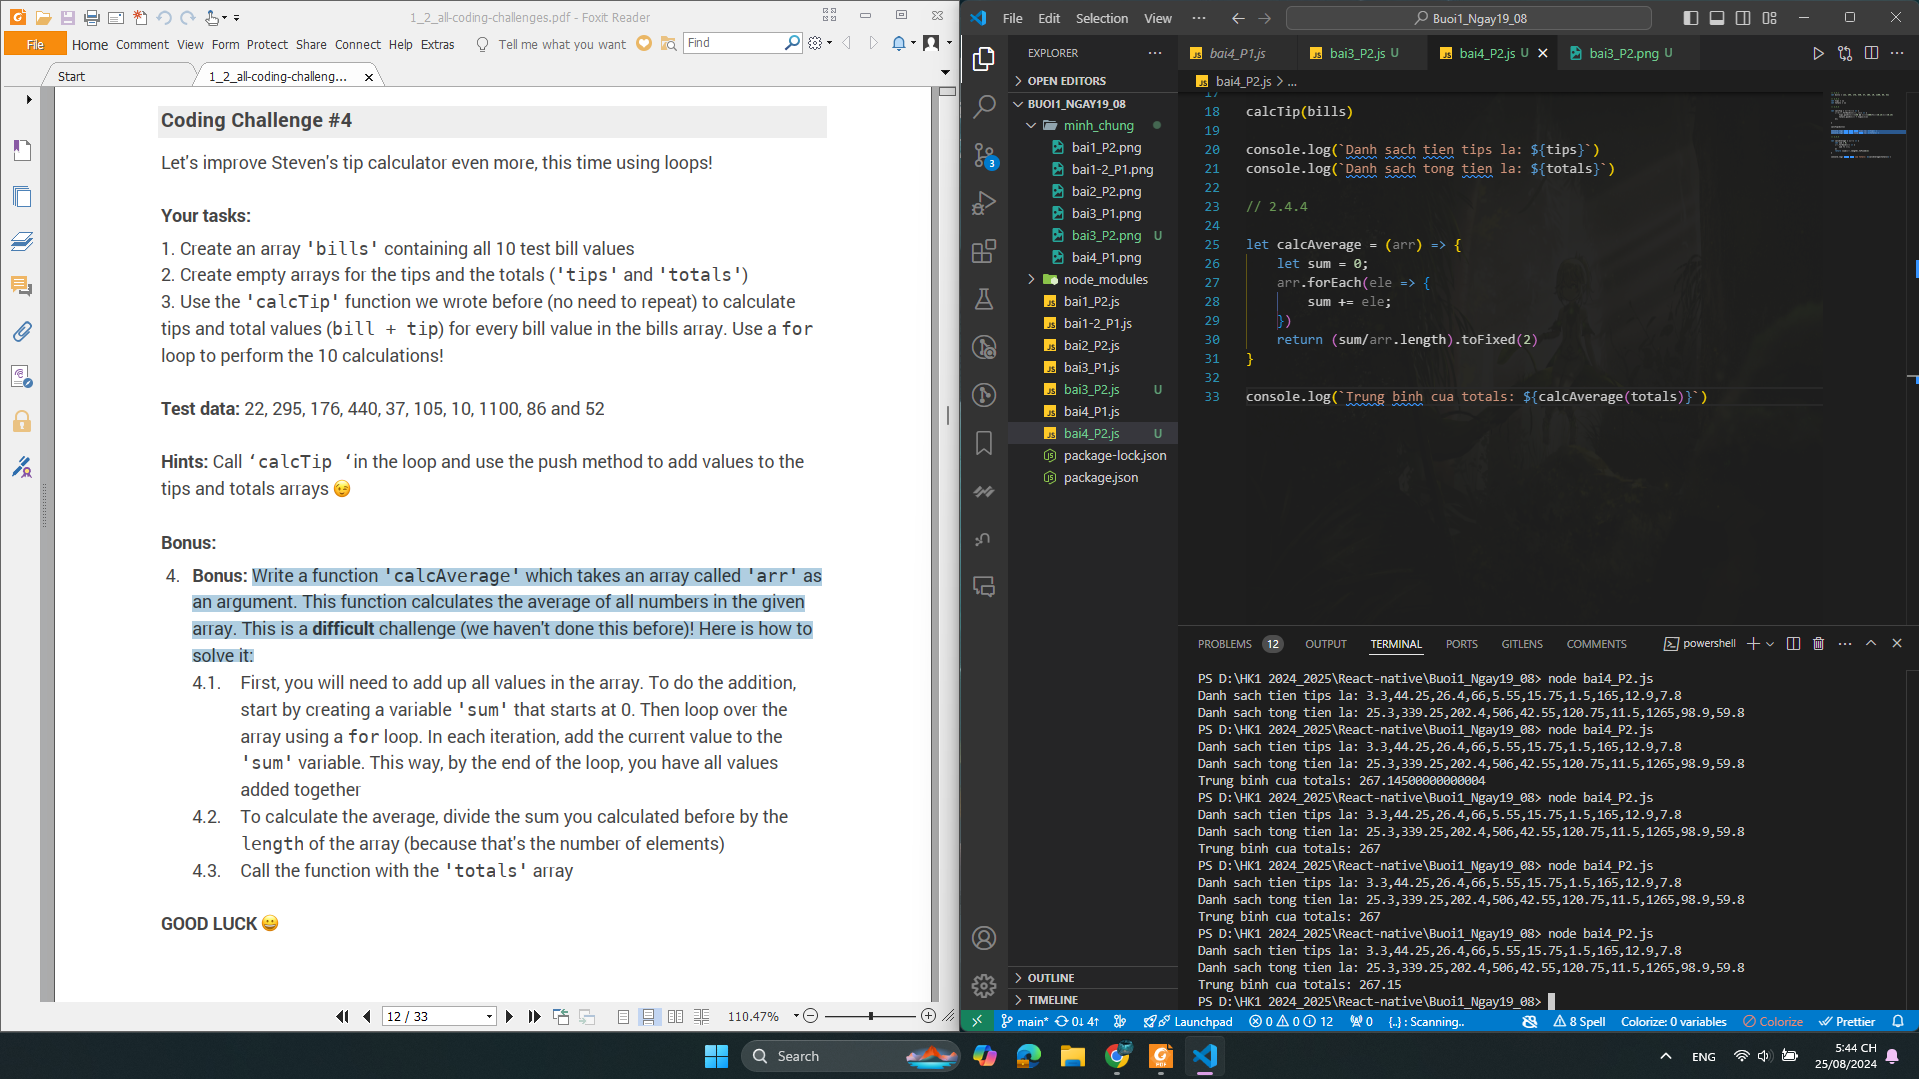 1_2_all-coding-challenges.pdf - Foxit Reader
File Home Comment View Form Protect Share Connect Help Extras Tell me what you want Find
Start 1_2_all-coding-challeng...
Coding Challenge #4
Let's improve Steven's tip calculator even more, this time using loops!
Your tasks:
1. Create an array 'bills' containing all 10 test bill values
2. Create empty arrays for the tips and the totals ('tips' and 'totals')
3. Use the 'calcTip' function we wrote before (no need to repeat) to calculate
tips and total values (bill + tip) for every bill value in the bills array. Use a for
loop to perform the 10 calculations!
Test data: 22, 295, 176, 440, 37, 105, 10, 1100, 86 and 52
Hints: Call ‘calcTip ‘in the loop and use the push method to add values to the
tips and totals arrays 😉
Bonus:
4. Bonus: Write a function 'calcAverage' which takes an array called 'arr' as
an argument. This function calculates the average of all numbers in the given
array. This is a difficult challenge (we haven't done this before)! Here is how to
solve it:
4.1. First, you will need to add up all values in the array. To do the addition,
start by creating a variable 'sum' that starts at 0. Then loop over the
array using a for loop. In each iteration, add the current value to the
'sum' variable. This way, by the end of the loop, you have all values
added together
4.2. To calculate the average, divide the sum you calculated before by the
length of the array (because that's the number of elements)
4.3. Call the function with the 'totals' array
GOOD LUCK 😀
12 / 33 110.47%
File Edit Selection View ··· Buoi1_Ngay19_08
EXPLORER
OPEN EDITORS
BUOI1_NGAY19_08
minh_chung
bai1_P2.png
bai1-2_P1.png
bai2_P2.png
bai3_P1.png
bai3_P2.png U
bai4_P1.png
node_modules
bai1_P2.js
bai1-2_P1.js
bai2_P2.js
bai3_P1.js
bai3_P2.js U
bai4_P1.js
bai4_P2.js U
package-lock.json
package.json
OUTLINE
TIMELINE
3
bai4_P1.js bai3_P2.js U bai4_P2.js U bai3_P2.png U
bai4_P2.js > ...
17
18 calcTip(bills)
19
20 console.log(`Danh sach tien tips la: ${tips}`)
21 console.log(`Danh sach tong tien la: ${totals}`)
22
23 // 2.4.4
24
25 let calcAverage = (arr) => {
26 let sum = 0;
27 arr.forEach(ele => {
28 sum += ele;
29 })
30 return (sum/arr.length).toFixed(2)
31 }
32
33 console.log(`Trung binh cua totals: ${calcAverage(totals)}`)
PROBLEMS 12 OUTPUT TERMINAL PORTS GITLENS COMMENTS powershell
PS D:\HK1 2024_2025\React-native\Buoi1_Ngay19_08> node bai4_P2.js
Danh sach tien tips la: 3.3,44.25,26.4,66,5.55,15.75,1.5,165,12.9,7.8
Danh sach tong tien la: 25.3,339.25,202.4,506,42.55,120.75,11.5,1265,98.9,59.8
PS D:\HK1 2024_2025\React-native\Buoi1_Ngay19_08> node bai4_P2.js
Danh sach tien tips la: 3.3,44.25,26.4,66,5.55,15.75,1.5,165,12.9,7.8
Danh sach tong tien la: 25.3,339.25,202.4,506,42.55,120.75,11.5,1265,98.9,59.8
Trung binh cua totals: 267.14500000000004
PS D:\HK1 2024_2025\React-native\Buoi1_Ngay19_08> node bai4_P2.js
Danh sach tien tips la: 3.3,44.25,26.4,66,5.55,15.75,1.5,165,12.9,7.8
Danh sach tong tien la: 25.3,339.25,202.4,506,42.55,120.75,11.5,1265,98.9,59.8
Trung binh cua totals: 267
PS D:\HK1 2024_2025\React-native\Buoi1_Ngay19_08> node bai4_P2.js
Danh sach tien tips la: 3.3,44.25,26.4,66,5.55,15.75,1.5,165,12.9,7.8
Danh sach tong tien la: 25.3,339.25,202.4,506,42.55,120.75,11.5,1265,98.9,59.8
Trung binh cua totals: 267
PS D:\HK1 2024_2025\React-native\Buoi1_Ngay19_08> node bai4_P2.js
Danh sach tien tips la: 3.3,44.25,26.4,66,5.55,15.75,1.5,165,12.9,7.8
Danh sach tong tien la: 25.3,339.25,202.4,506,42.55,120.75,11.5,1265,98.9,59.8
Trung binh cua totals: 267.15
PS D:\HK1 2024_2025\React-native\Buoi1_Ngay19_08>
main* 0↓ 4↑ Launchpad 0 0 12 0 {..} : Scanning.. 8 Spell Colorize: 0 variables Colorize Prettier
Search ENG 5:44 CH
25/08/2024